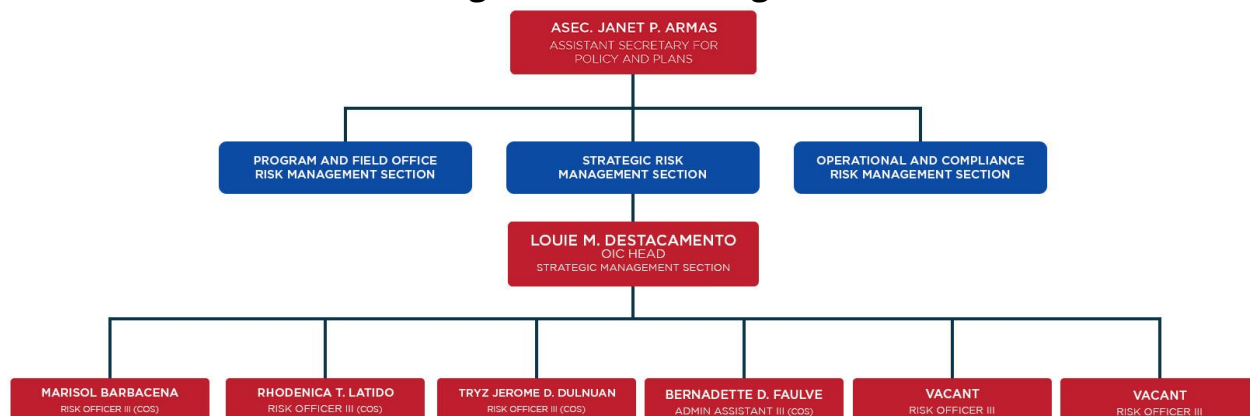 ASEC. JANET P. ARMAS
ASSISTANT SECRETARY FOR
POLICY AND PLANS
PROGRAM AND FIELD OFFICE
RISK MANAGEMENT SECTION
STRATEGIC RISK
MANAGEMENT SECTION
OPERATIONAL AND COMPLIANCE
RISK MANAGEMENT SECTION
LOUIE M. DESTACAMENTO
OIC HEAD
STRATEGIC MANAGEMENT SECTION
MARISOL BARBACENA
RISK OFFICER III (COS)
RHODENICA T. LATIDO
RISK OFFICER III (COS)
TRYZ JEROME D. DULNUAN
RISK OFFICER III (COS)
BERNADETTE D. FAULVE
ADMIN ASSISTANT III (COS)
VACANT
RISK OFFICER III
VACANT
RISK OFFICER III